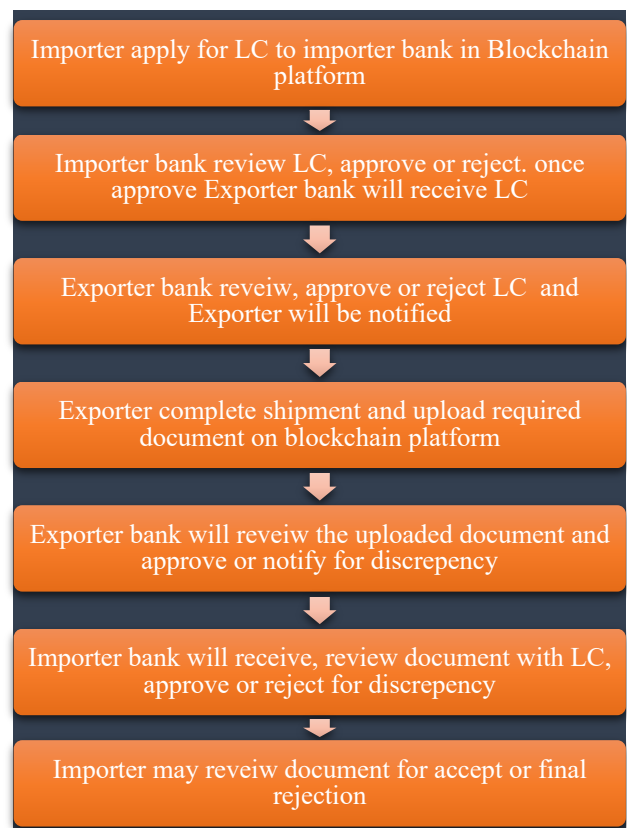 Importer apply for LC to importer bank in Blockchain
platform
Importer bank review LC, approve or reject. once
approve Exporter bank will receive LC
Exporter bank reveiw, approve or reject LC and
Exporter will be notified
Exporter complete shipment and upload required
document on blockchain platform
Exporter bank will reveiw the uploaded document and
approve or notify for discrepency
Importer bank will receive, review document with LC,
approve or reject for discrepency
Importer may reveiw document for accept or final
rejection